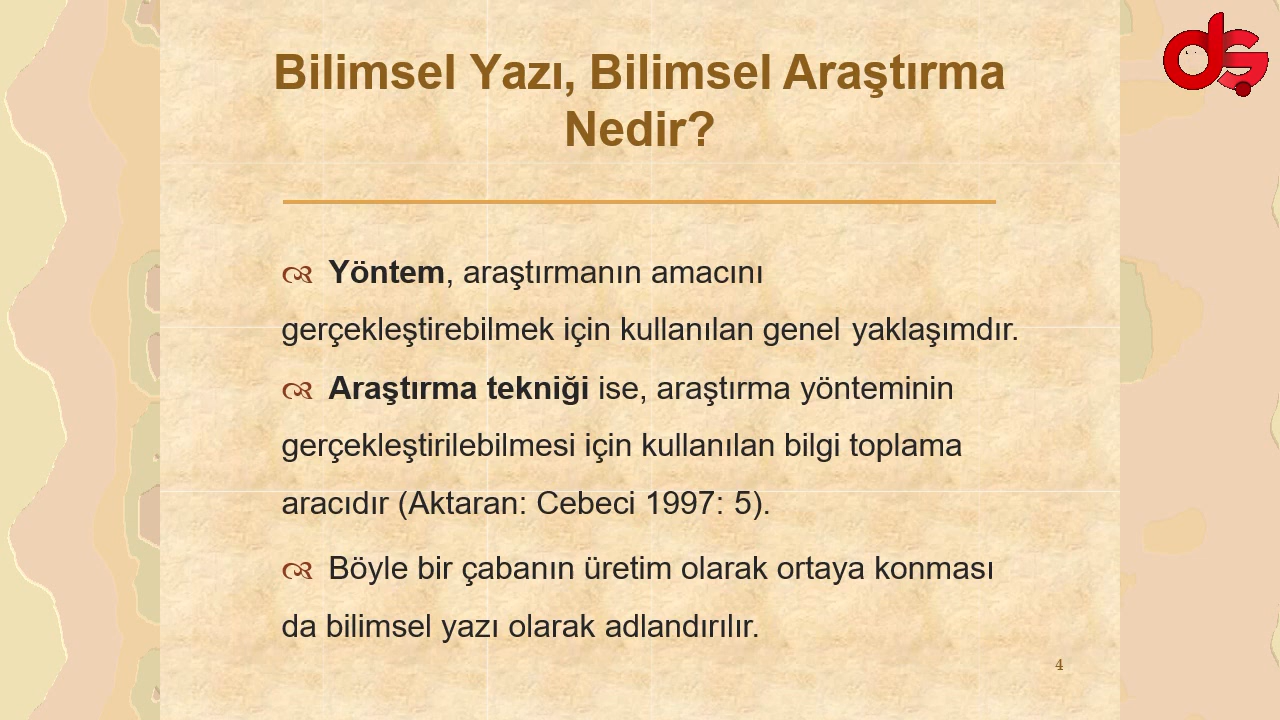 Bilimsel Yazı, Bilimsel Araştırma
Nedir?
Yöntem, araştırmanın amacını
gerçekleştirebilmek için kullanılan genel yaklaşımdır.
Araştırma tekniği ise, araştırma yönteminin
gerçekleştirilebilmesi için kullanılan bilgi toplama
aracıdır (Aktaran: Cebeci 1997: 5).
Böyle bir çabanın üretim olarak ortaya konması
da bilimsel yazı olarak adlandırılır.
4